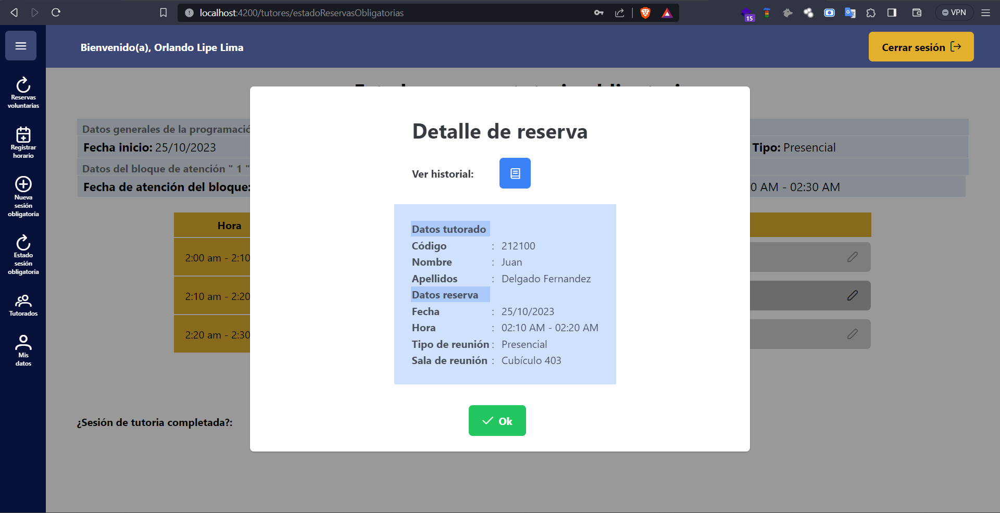 localhost:4200/tutores/estadoReservasObligatorias
15
VPN
Bienvenido(a), Orlando Lipe Lima
Cerrar sesión
Reservas
voluntarias
Registrar
horario
Nueva
sesión
obligatoria
Estado
sesión
obligatoria
Tutorados
Mis
datos
Datos generales de la programació
Fecha inicio: 25/10/2023
Tipo: Presencial
Datos del bloque de atención " 1 "
Fecha de atención del bloque:
0 AM - 02:30 AM
Hora
2:00 am - 2:10
2:10 am - 2:20
2:20 am - 2:30
¿Sesión de tutoria completada?:
Detalle de reserva
Ver historial:
Datos tutorado
Código : 212100
Nombre : Juan
Apellidos : Delgado Fernandez
Datos reserva
Fecha : 25/10/2023
Hora : 02:10 AM - 02:20 AM
Tipo de reunión : Presencial
Sala de reunión : Cubículo 403
Ok